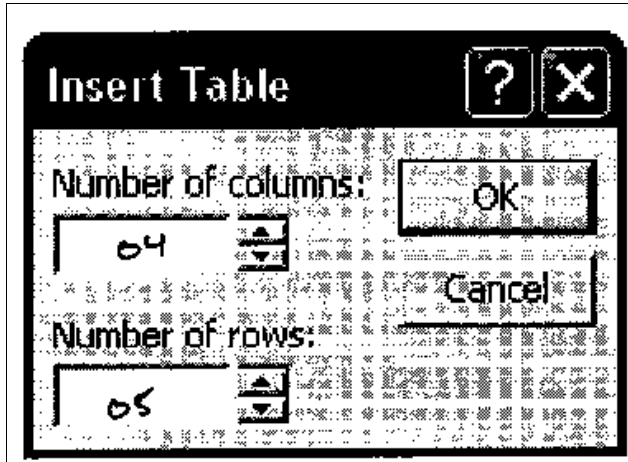 Insert Table
Number of columns:
OK
04
Cancel
Number of rows:
05